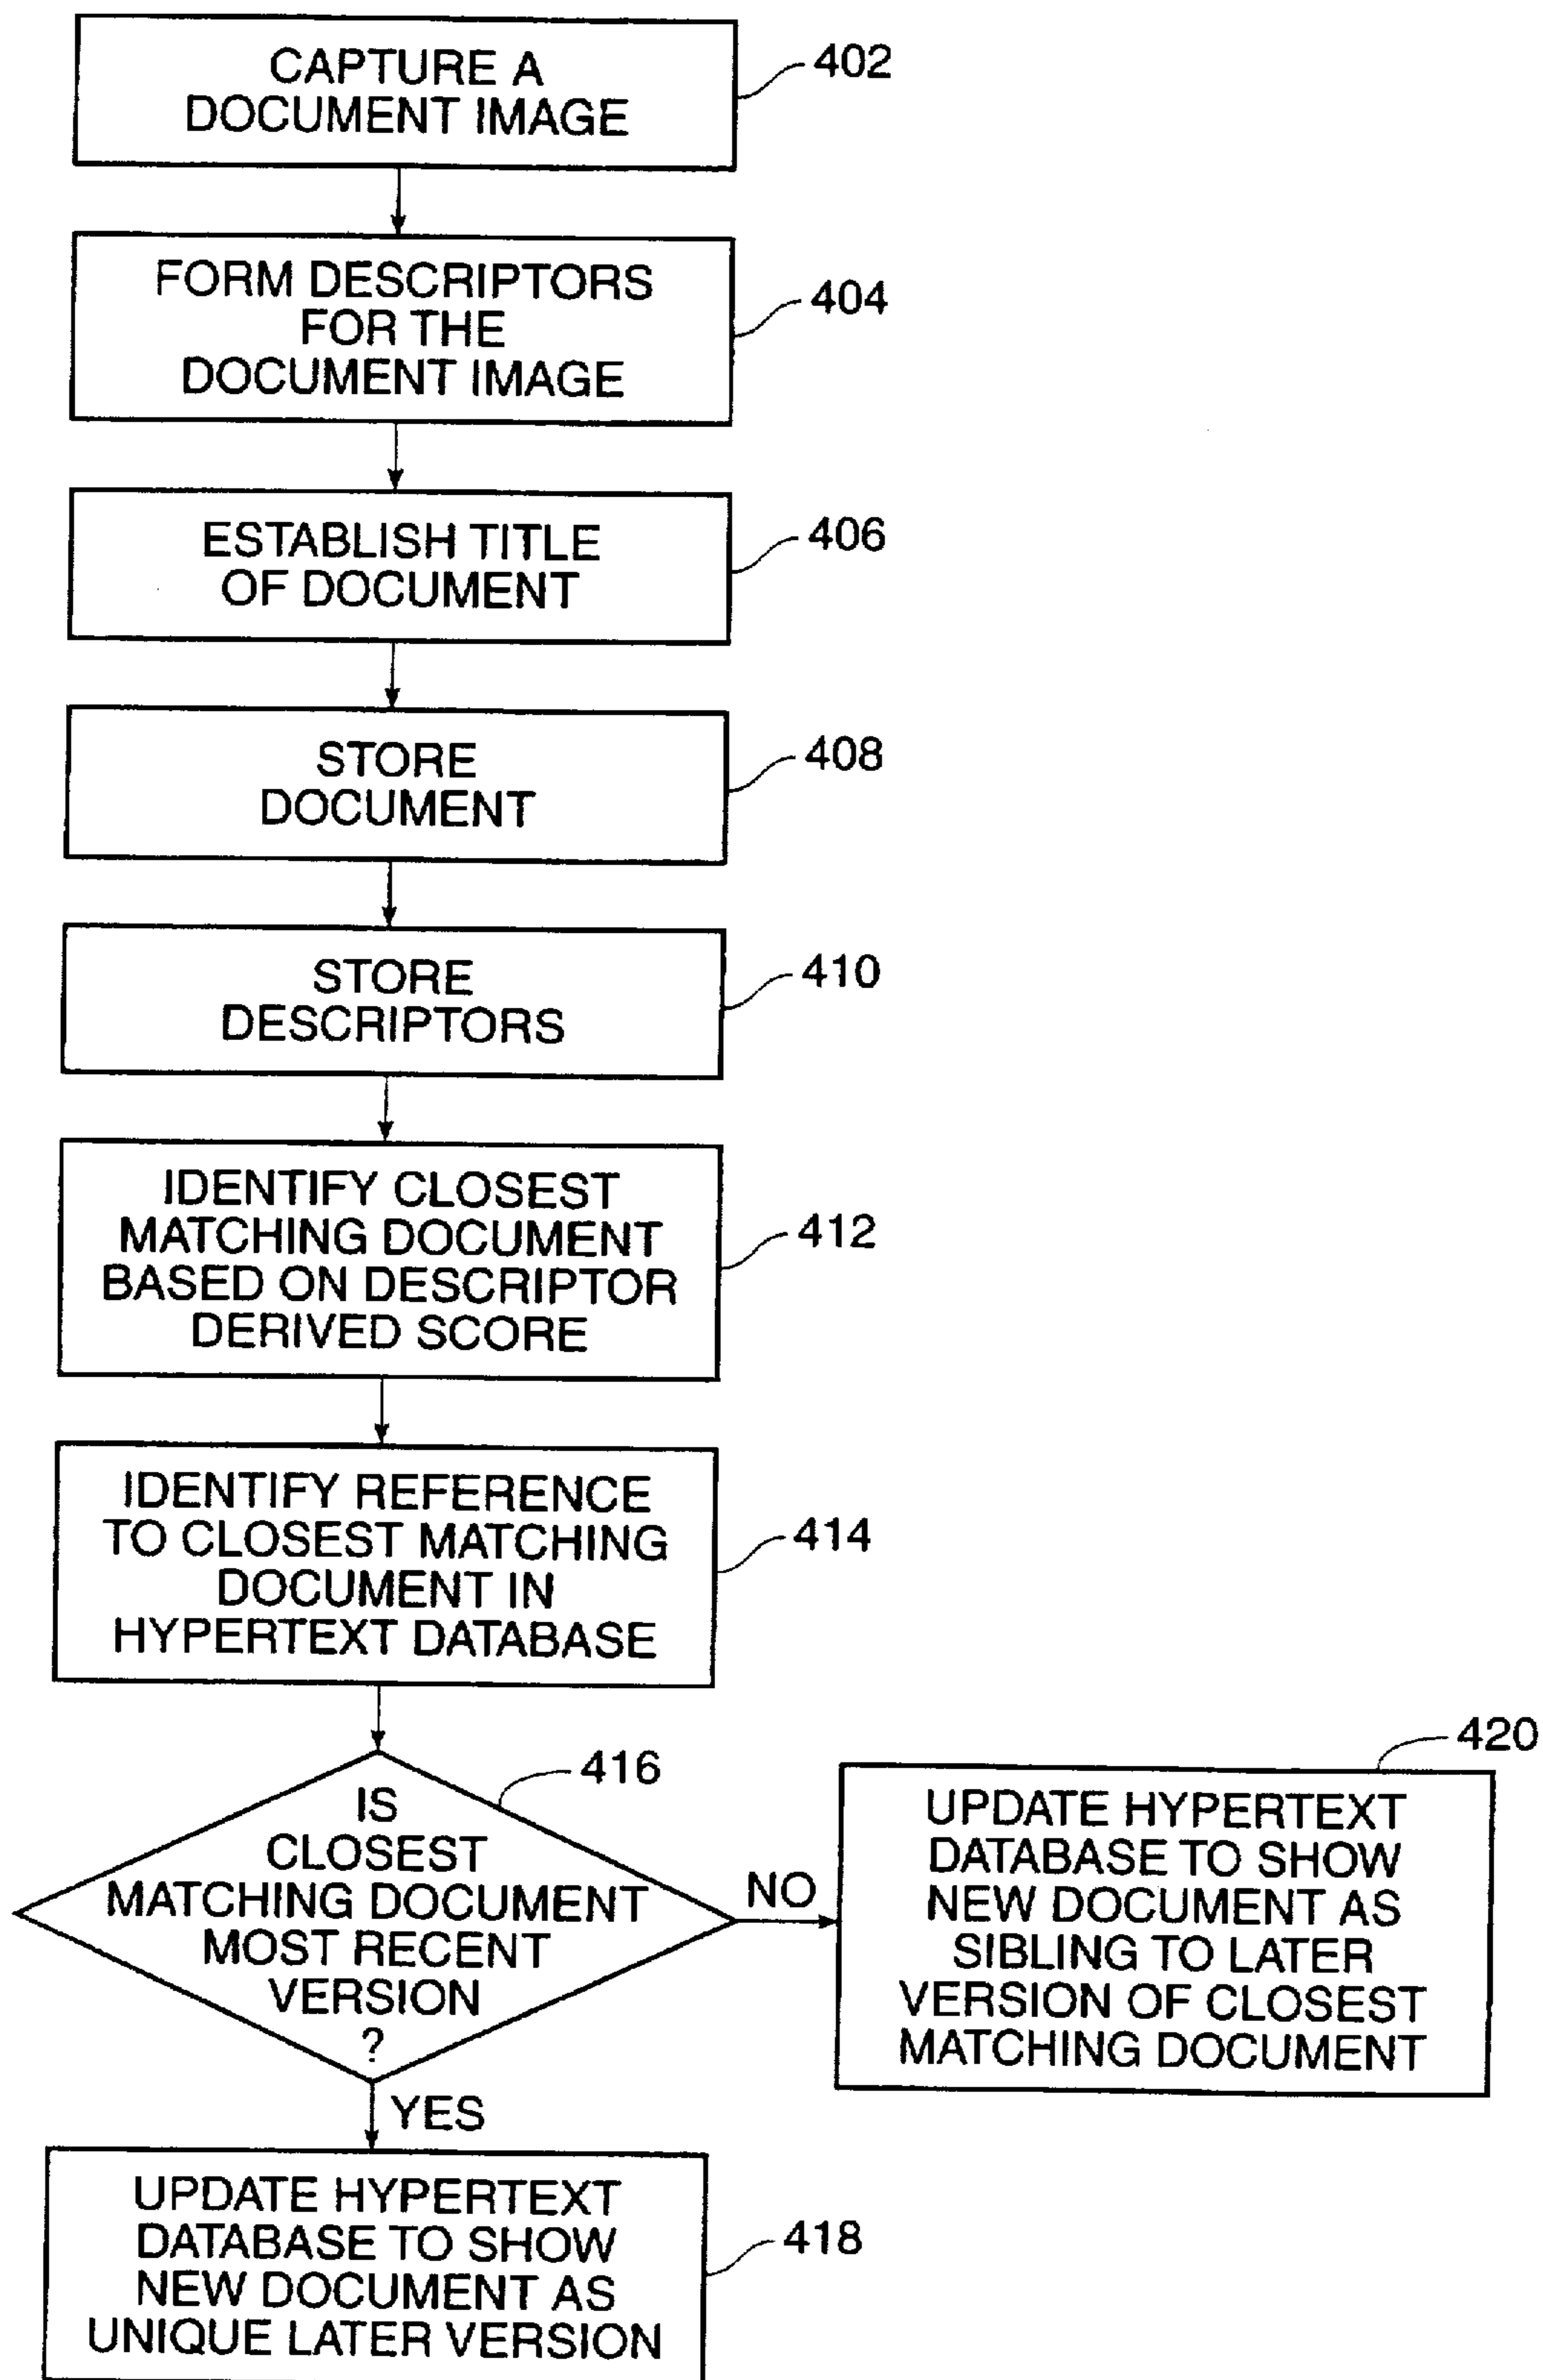 CAPTURE A
DOCUMENT IMAGE
402
FORM DESCRIPTORS
FOR THE
DOCUMENT IMAGE
404
ESTABLISH TITLE
OF DOCUMENT
406
STORE
DOCUMENT
408
STORE
DESCRIPTORS
410
IDENTIFY CLOSEST
MATCHING DOCUMENT
BASED ON DESCRIPTOR
DERIVED SCORE
412
IDENTIFY REFERENCE
TO CLOSEST MATCHING
DOCUMENT IN
HYPERTEXT DATABASE
414
IS
CLOSEST
MATCHING DOCUMENT
MOST RECENT
VERSION
?
416
NO
UPDATE HYPERTEXT
DATABASE TO SHOW
NEW DOCUMENT AS
SIBLING TO LATER
VERSION OF CLOSEST
MATCHING DOCUMENT
420
YES
UPDATE HYPERTEXT
DATABASE TO SHOW
NEW DOCUMENT AS
UNIQUE LATER VERSION
418